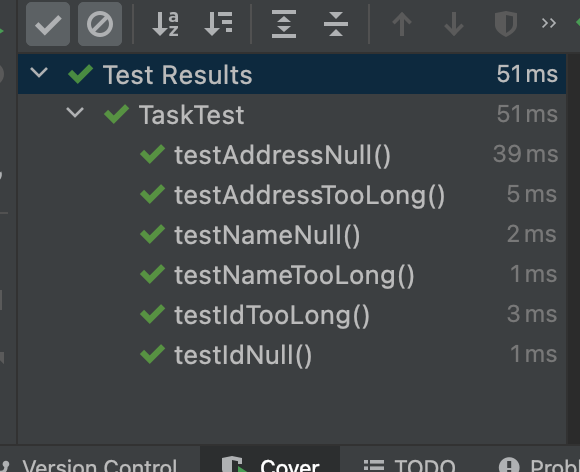 Test Results 51 ms
TaskTest 51 ms
testAddressNull() 39 ms
testAddressTooLong() 5 ms
testNameNull() 2 ms
testNameTooLong() 1 ms
testIdTooLong() 3 ms
testIdNull() 1 ms
Version Control Cover TODO